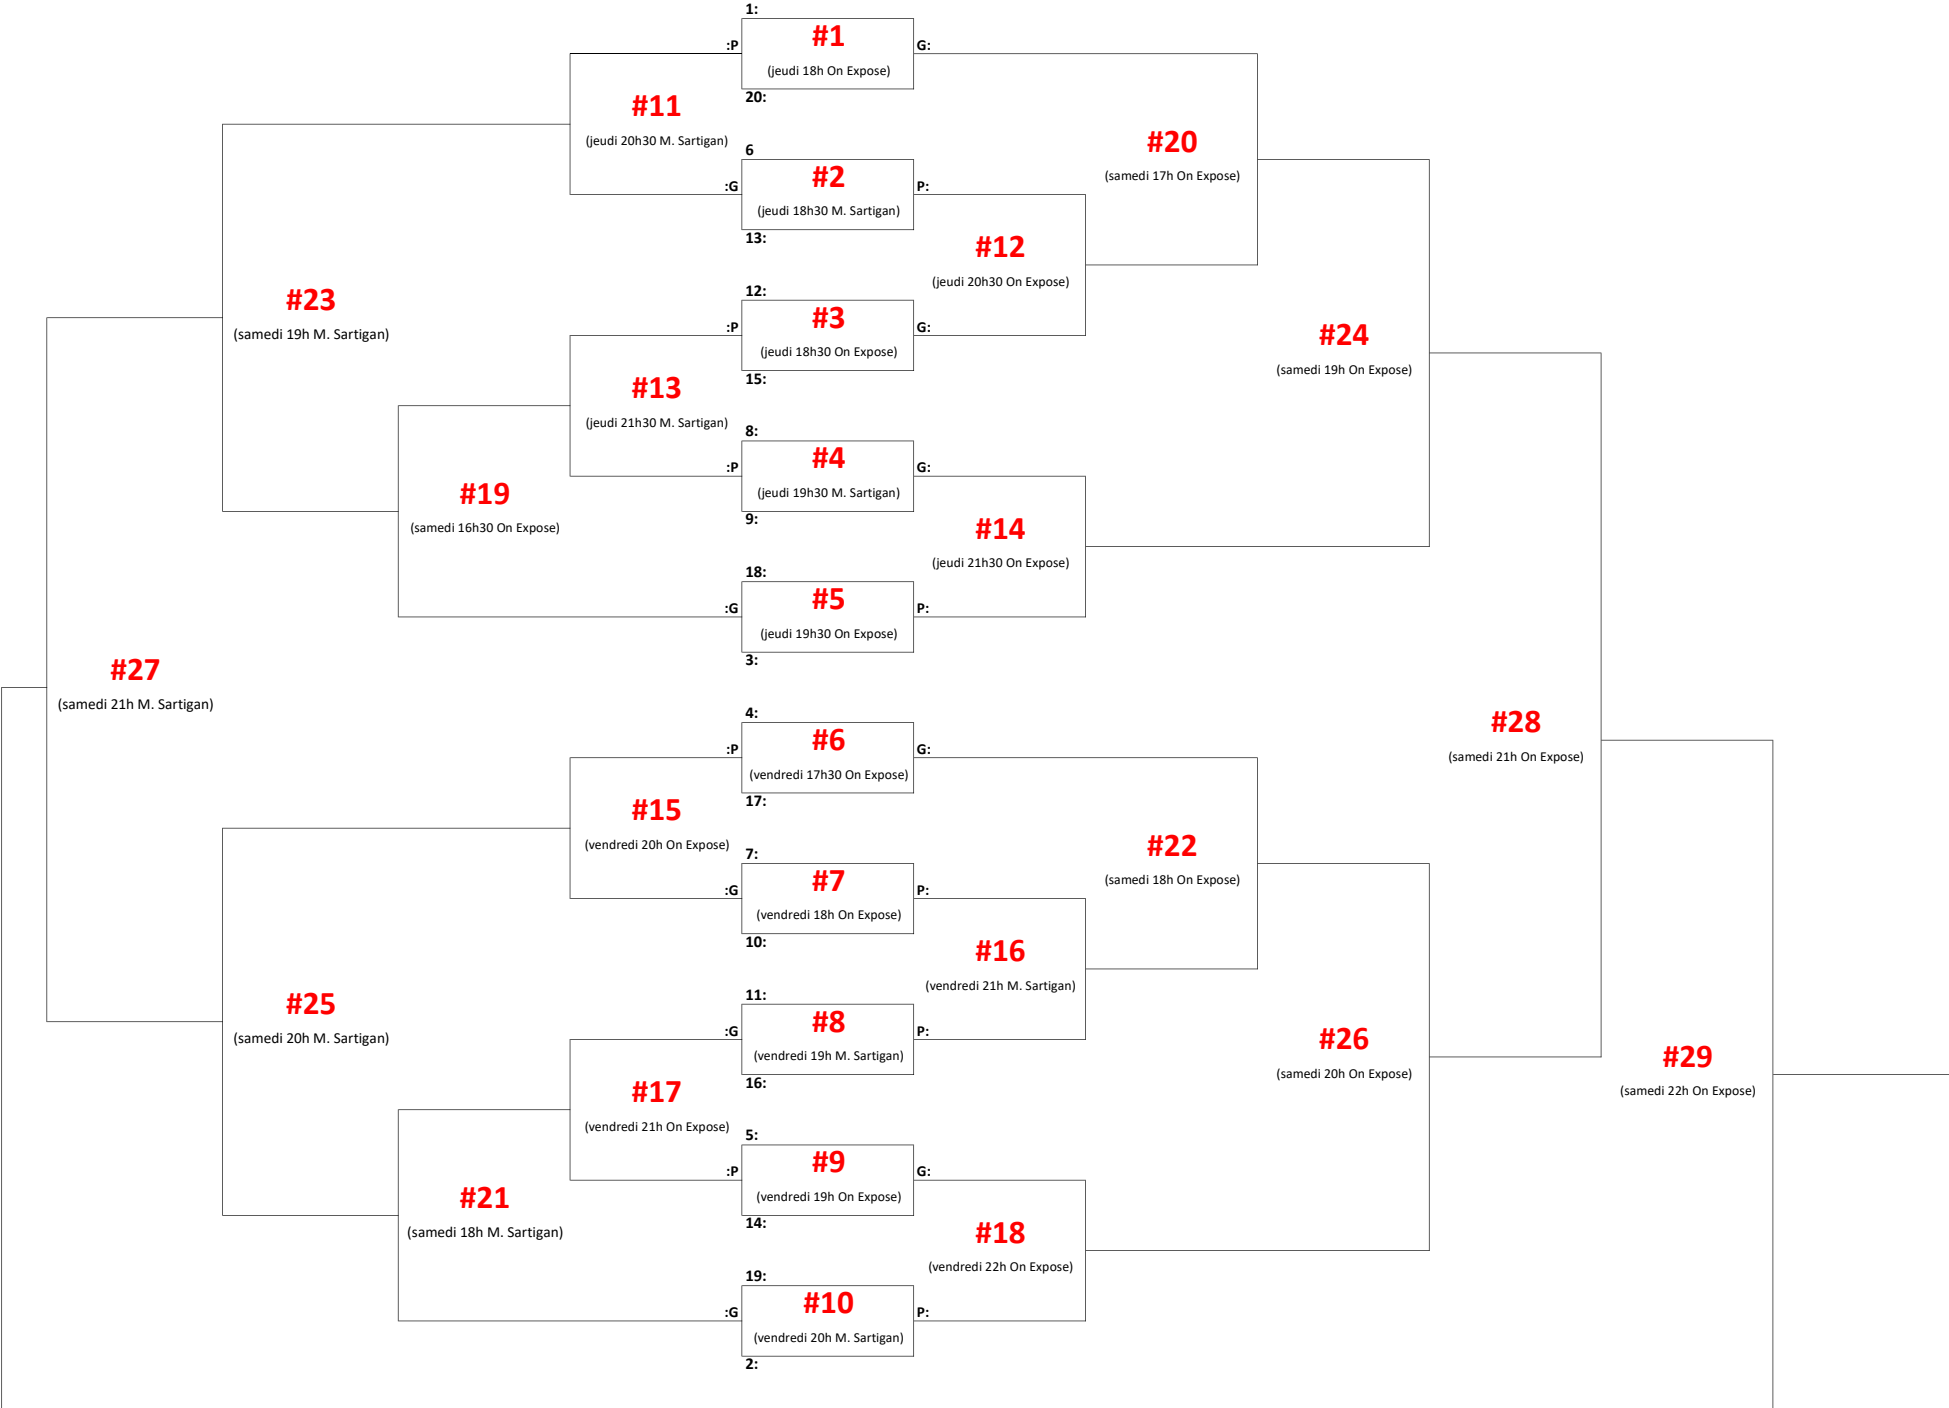 1:
#1
:P
G:
(jeudi 18h On Expose)
20:
#11
(jeudi 20h30 M. Sartigan)
#20
(samedi 17h On Expose)
6
#2
:G
P:
(jeudi 18h30 M. Sartigan)
13:
#12
(jeudi 20h30 On Expose)
#23
(samedi 19h M. Sartigan)
12:
#3
:P
G:
(jeudi 18h30 On Expose)
15:
#24
(samedi 19h On Expose)
#13
(jeudi 21h30 M. Sartigan)
8:
#4
:P
G:
(jeudi 19h30 M. Sartigan)
9:
#19
(samedi 16h30 On Expose)
#14
(jeudi 21h30 On Expose)
18:
#5
:G
P:
(jeudi 19h30 On Expose)
3:
#27
(samedi 21h M. Sartigan)
4:
#6
:P
G:
(vendredi 17h30 On Expose)
17:
#28
(samedi 21h On Expose)
#15
(vendredi 20h On Expose)
7:
#7
:G
P:
(vendredi 18h On Expose)
10:
#22
(samedi 18h On Expose)
#16
(vendredi 21h M. Sartigan)
#25
(samedi 20h M. Sartigan)
11:
#8
:G
P:
(vendredi 19h M. Sartigan)
16:
#26
(samedi 20h On Expose)
#29
(samedi 22h On Expose)
#17
(vendredi 21h On Expose)
5:
#9
:P
G:
(vendredi 19h On Expose)
14:
#21
(samedi 18h M. Sartigan)
#18
(vendredi 22h On Expose)
19:
#10
:G
P:
(vendredi 20h M. Sartigan)
2: